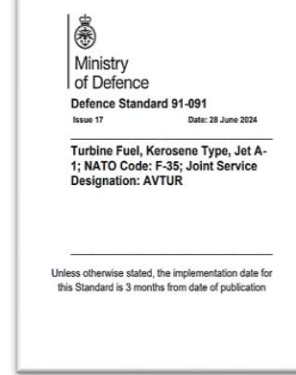 Ministry
of Defence
Defence Standard 91-091
Issue 17 Date: 28 June 2024
Turbine Fuel, Kerosene Type, Jet A-
1; NATO Code: F-35; Joint Service
Designation: AVTUR
Unless otherwise stated, the implementation date for
this Standard is 3 months from date of publication